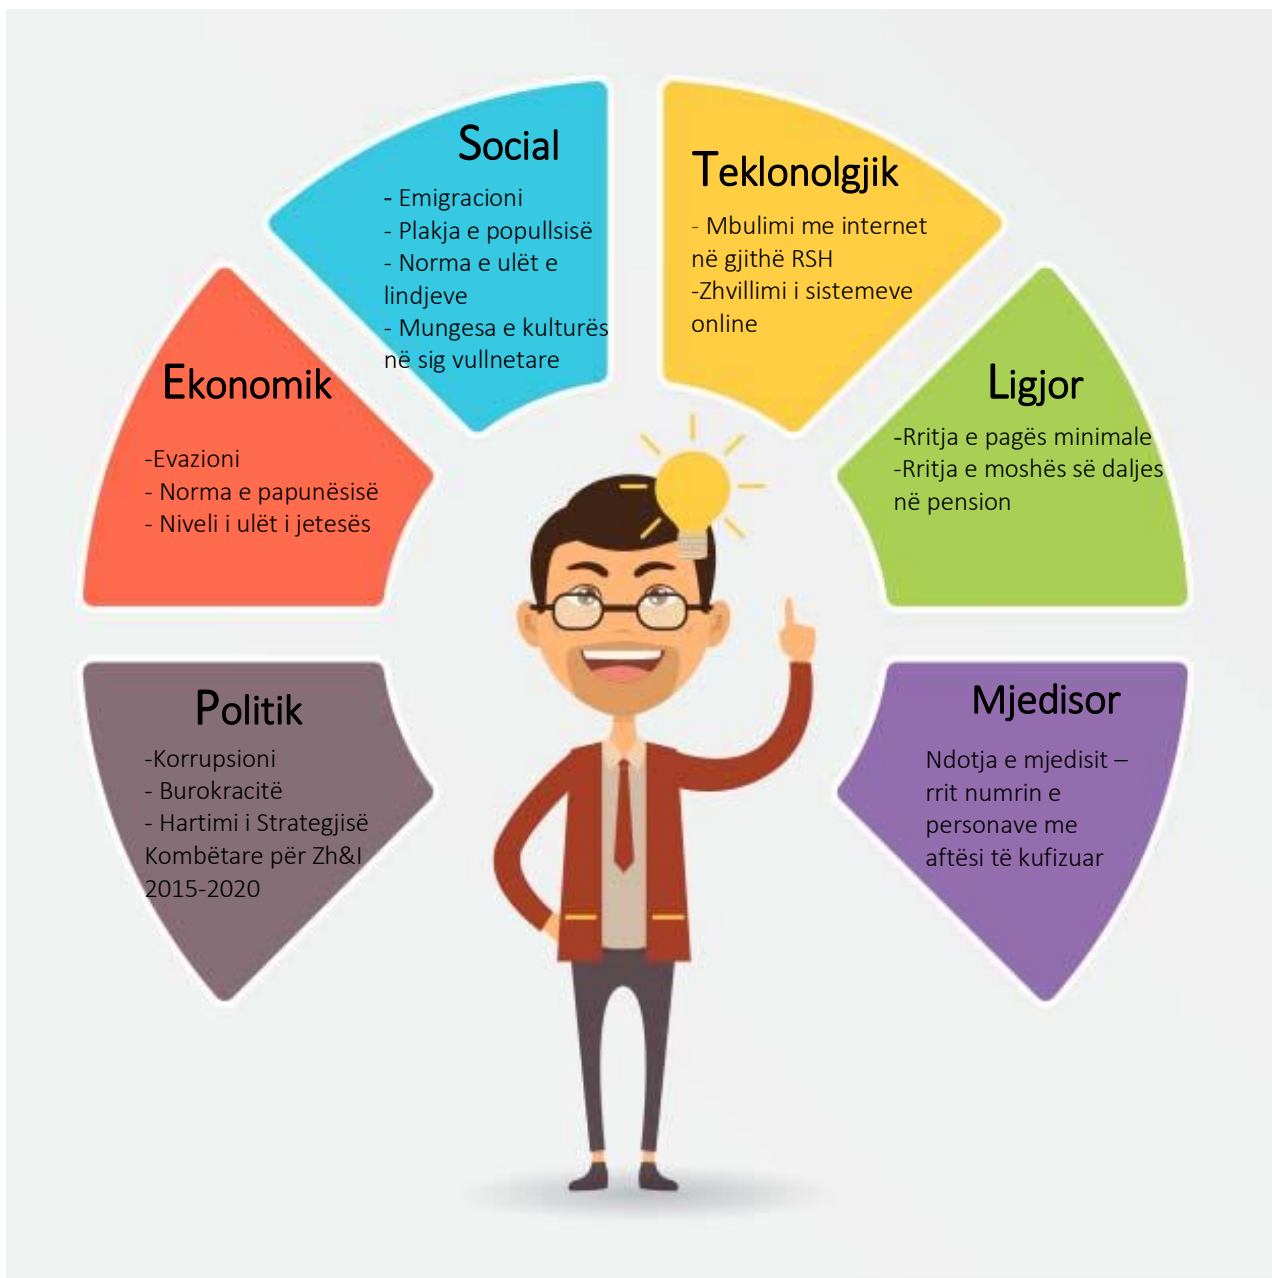 Social
- Emigracioni
- Plakja e popullsisë
- Norma e ulët e
lindjeve
- Mungesa e kulturës
në sig vullnetare
Teklonolgjik
- Mbulimi me internet
në gjithë RSH
-Zhvillimi i sistemeve
online
Ekonomik
-Evazioni
- Norma e papunësisë
- Niveli i ulët i jetesës
Ligjor
-Rritja e pagës minimale
-Rritja e moshës së daljes
në pension
Politik
-Korrupsioni
- Burokracitë
- Hartimi i Strategjisë
Kombëtare për Zh&I
2015-2020
Mjedisor
Ndotja e mjedisit –
rrit numrin e
personave me
aftësi të kufizuar